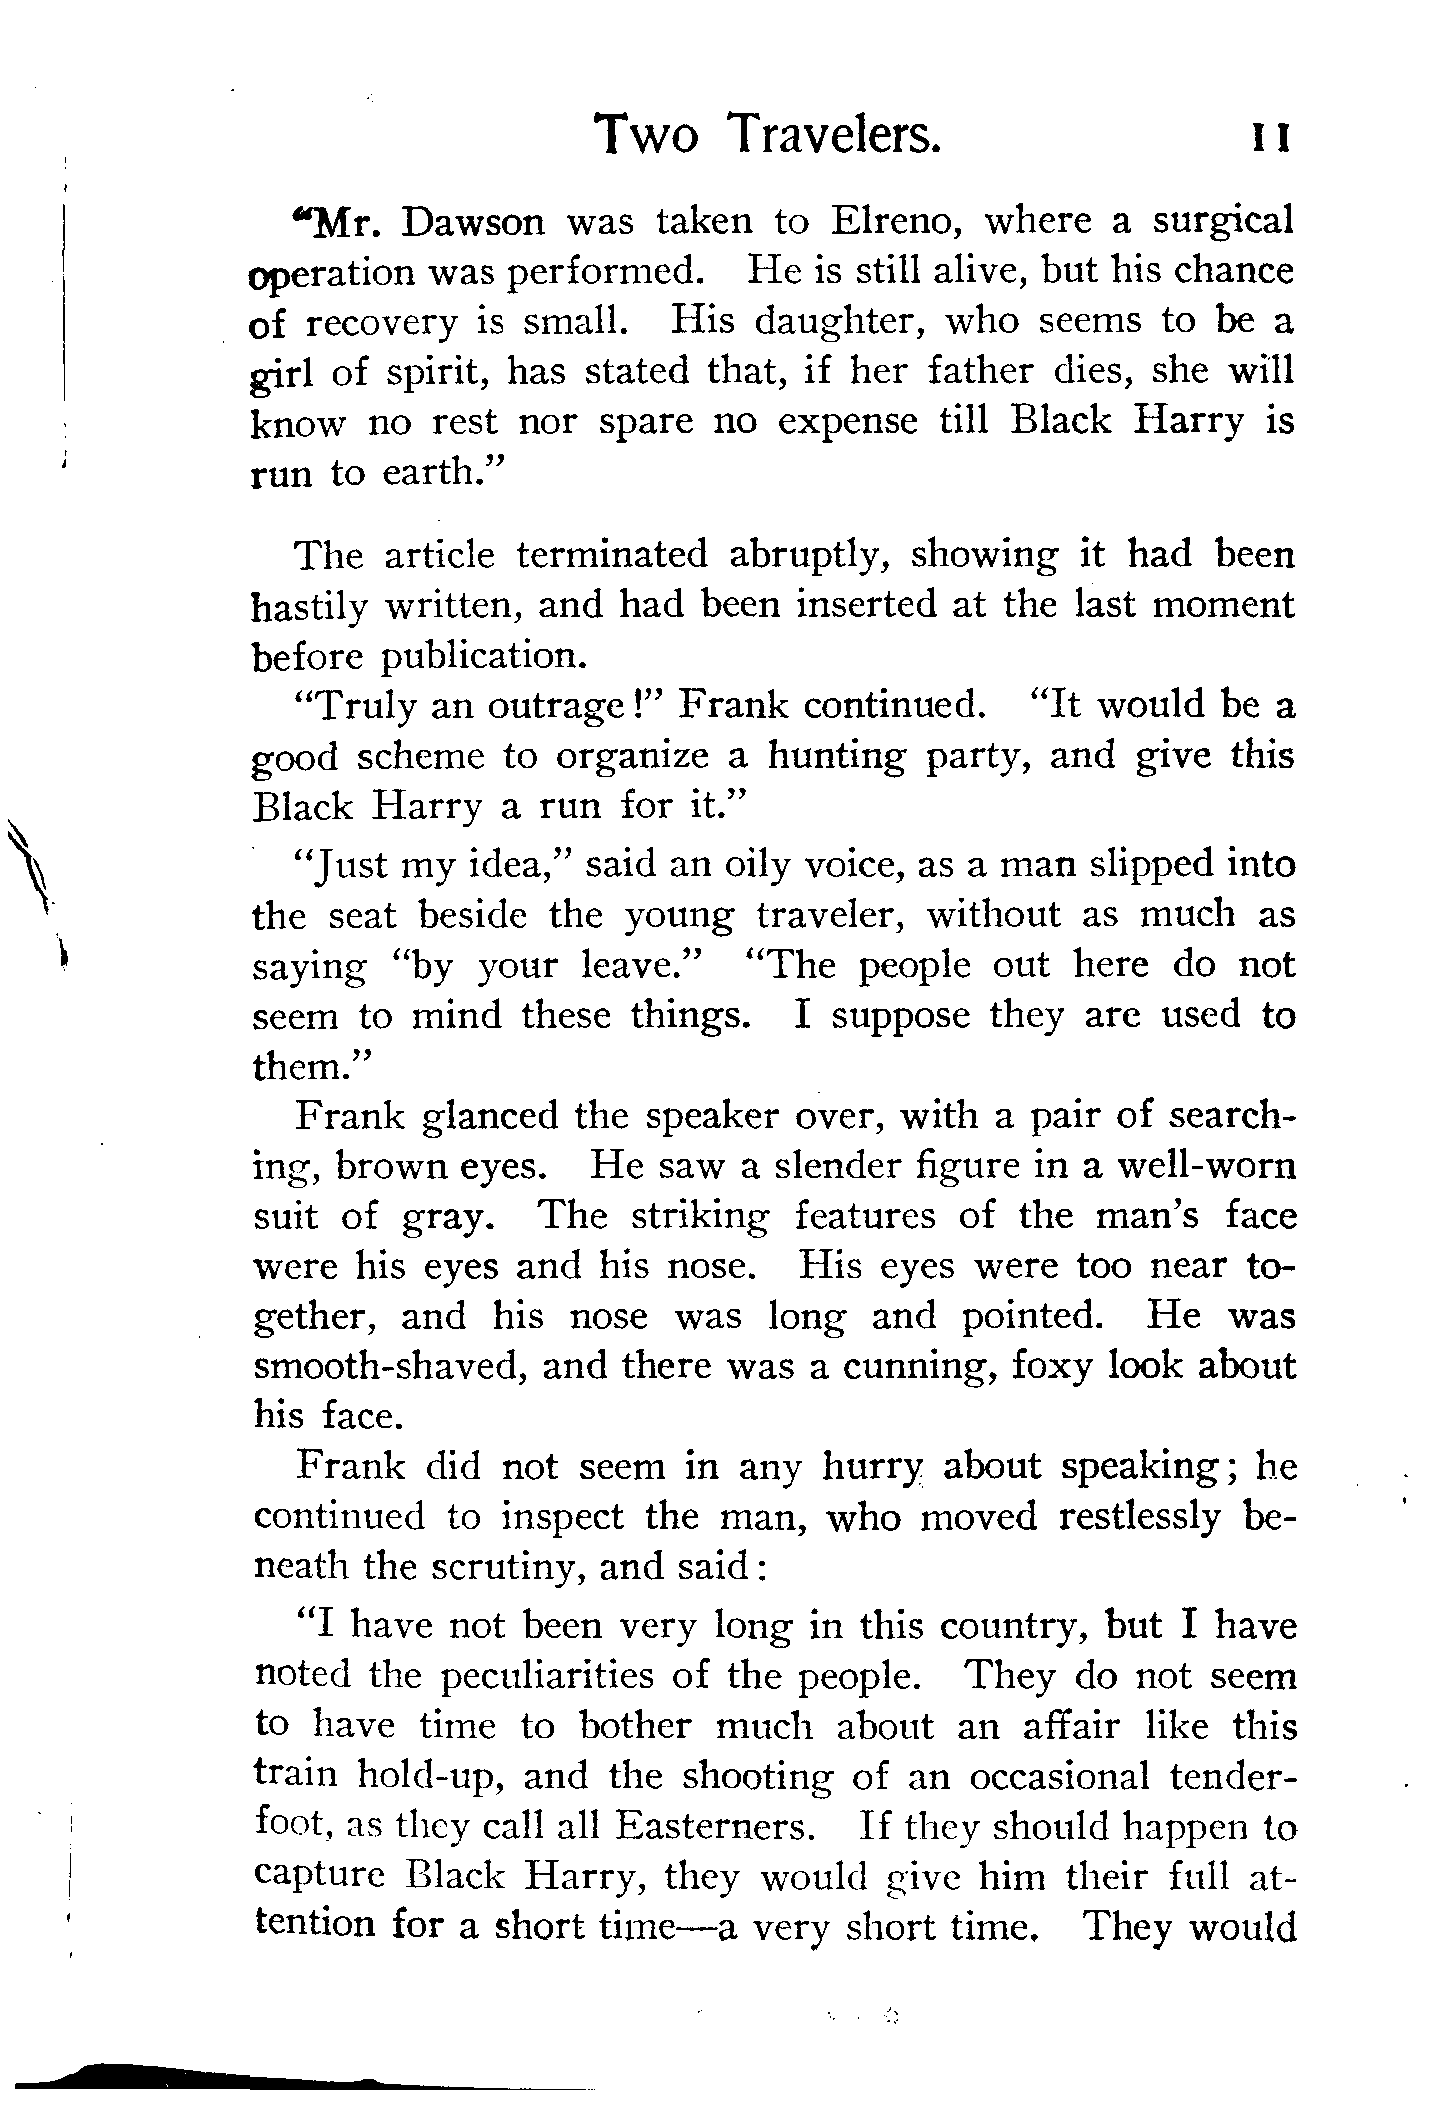 Two Travelers. 11
“Mr. Dawson was taken to Elreno, where a surgical
operation was performed. He is still alive, but his chance
of recovery is small. His daughter, who seems to be a
girl of spirit, has stated that, if her father dies, she will
know no rest nor spare no expense till Black Harry is
run to earth.”
The article terminated abruptly, showing it had been
hastily written, and had been inserted at the last moment
before publication.
“Truly an outrage!” Frank continued. “It would be a
good scheme to organize a hunting party, and give this
Black Harry a run for it.”
“Just my idea,” said an oily voice, as a man slipped into
the seat beside the young traveler, without as much as
saying “by your leave.” “The people out here do not
seem to mind these things. I suppose they are used to
them.”
Frank glanced the speaker over, with a pair of search-
ing, brown eyes. He saw a slender figure in a well-worn
suit of gray. The striking features of the man’s face
were his eyes and his nose. His eyes were too near to-
gether, and his nose was long and pointed. He was
smooth-shaved, and there was a cunning, foxy look about
his face.
Frank did not seem in any hurry about speaking; he
continued to inspect the man, who moved restlessly be-
neath the scrutiny, and said:
“I have not been very long in this country, but I have
noted the peculiarities of the people. They do not seem
to have time to bother much about an affair like this
train hold-up, and the shooting of an occasional tender-
foot, as they call all Easterners. If they should happen to
capture Black Harry, they would give him their full at-
tention for a short time—a very short time. They would